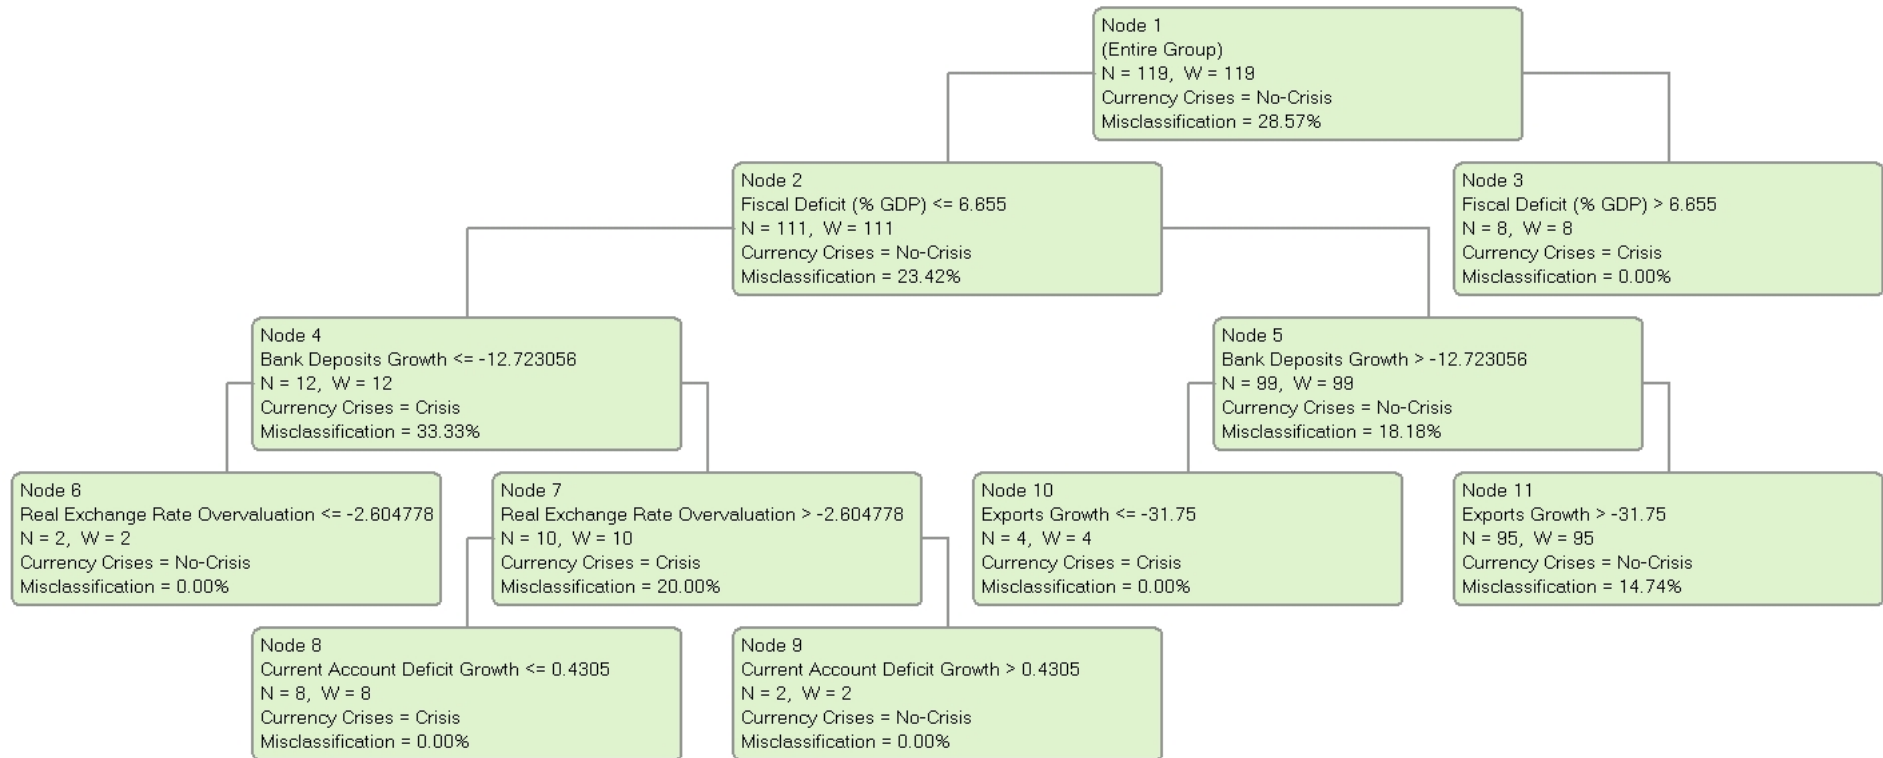 Node 1
(Entire Group)
N = 119, W = 119
Currency Crises = No-Crisis
Misclassification = 28.57%
Node 2
Fiscal Deficit (% GDP) <= 6.655
N = 111, W = 111
Currency Crises = No-Crisis
Misclassification = 23.42%
Node 3
Fiscal Deficit (% GDP) > 6.655
N = 8, W = 8
Currency Crises = Crisis
Misclassification = 0.00%
Node 4
Bank Deposits Growth <= -12.723056
N = 12, W = 12
Currency Crises = Crisis
Misclassification = 33.33%
Node 5
Bank Deposits Growth > -12.723056
N = 99, W = 99
Currency Crises = No-Crisis
Misclassification = 18.18%
Node 6
Real Exchange Rate Overvaluation <= -2.604778
N = 2, W = 2
Currency Crises = No-Crisis
Misclassification = 0.00%
Node 7
Real Exchange Rate Overvaluation > -2.604778
N = 10, W = 10
Currency Crises = Crisis
Misclassification = 20.00%
Node 10
Exports Growth <= -31.75
N = 4, W = 4
Currency Crises = Crisis
Misclassification = 0.00%
Node 11
Exports Growth > -31.75
N = 95, W = 95
Currency Crises = No-Crisis
Misclassification = 14.74%
Node 8
Current Account Deficit Growth <= 0.4305
N = 8, W = 8
Currency Crises = Crisis
Misclassification = 0.00%
Node 9
Current Account Deficit Growth > 0.4305
N = 2, W = 2
Currency Crises = No-Crisis
Misclassification = 0.00%